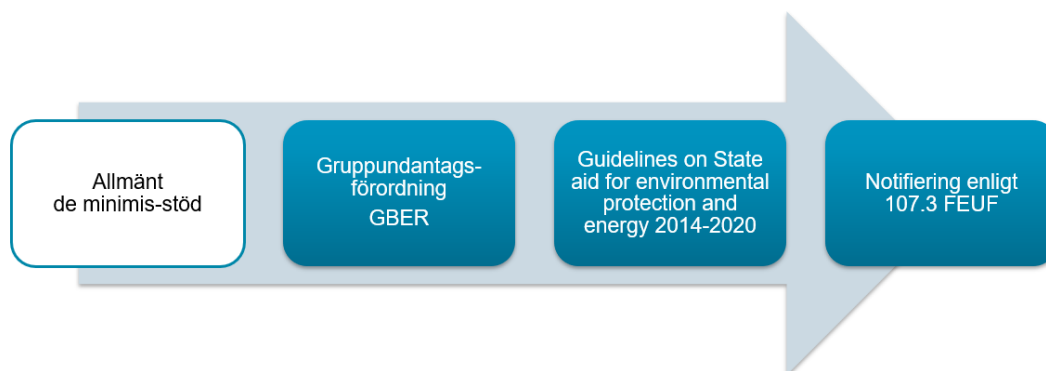 Allmänt
de minimis-stöd
Gruppundantags-
förordning
GBER
Guidelines on State
aid for environmental
protection and
energy 2014-2020
Notifiering enligt
107.3 FEUF